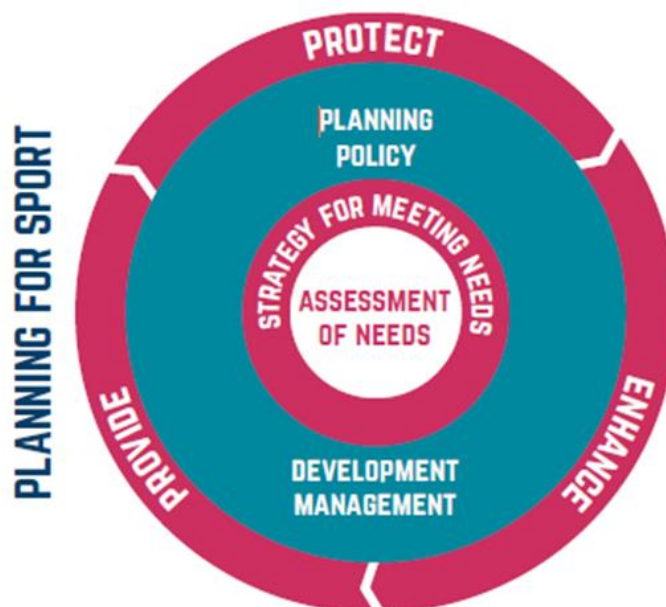 PLANNING FOR SPORT
PROTECT
PLANNING
POLICY
STRATEGY FOR MEETING NEEDS
ASSESSMENT
OF NEEDS
PROVIDE
ENHANCE
DEVELOPMENT
MANAGEMENT